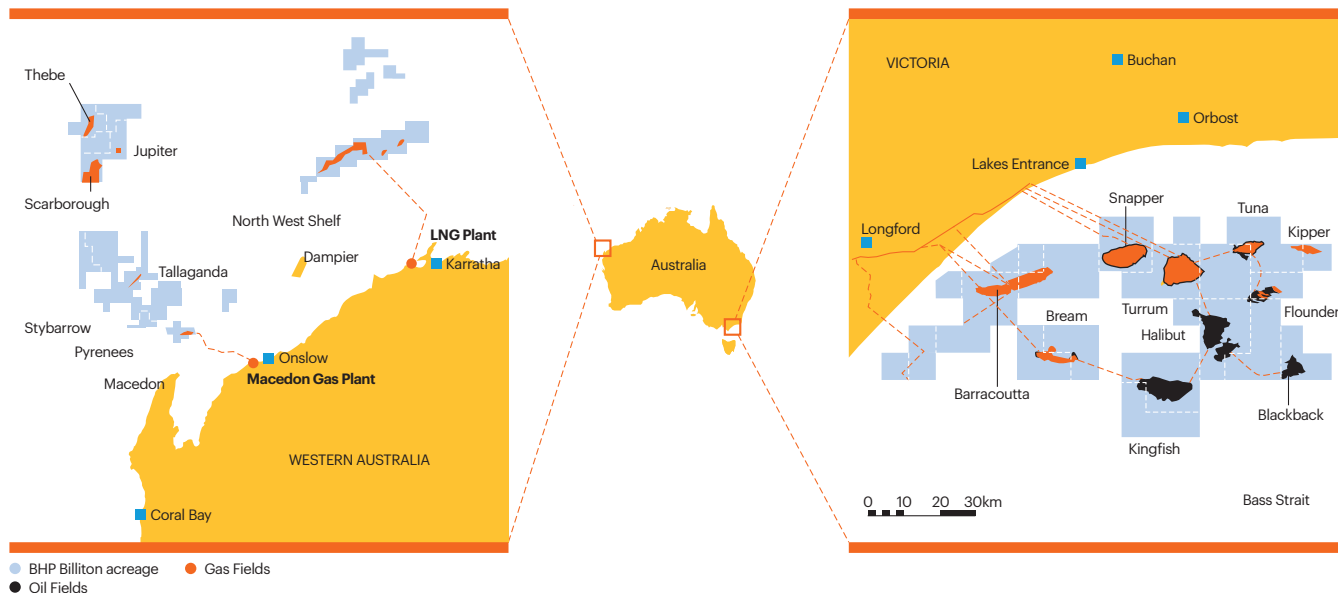 Thebe
Jupiter
Scarborough
North West Shelf
LNG Plant
Dampier
Karratha
Tallaganda
Stybarrow
Pyrenees
Onslow
Macedon
Macedon Gas Plant
WESTERN AUSTRALIA
Coral Bay
Australia
VICTORIA
Buchan
Orbost
Lakes Entrance
Snapper
Tuna
Longford
Kipper
Bream
Turrum
Flounder
Halibut
Barracoutta
Blackback
Kingfish
0 10 20 30km
Bass Strait
BHP Billiton acreage
Gas Fields
Oil Fields